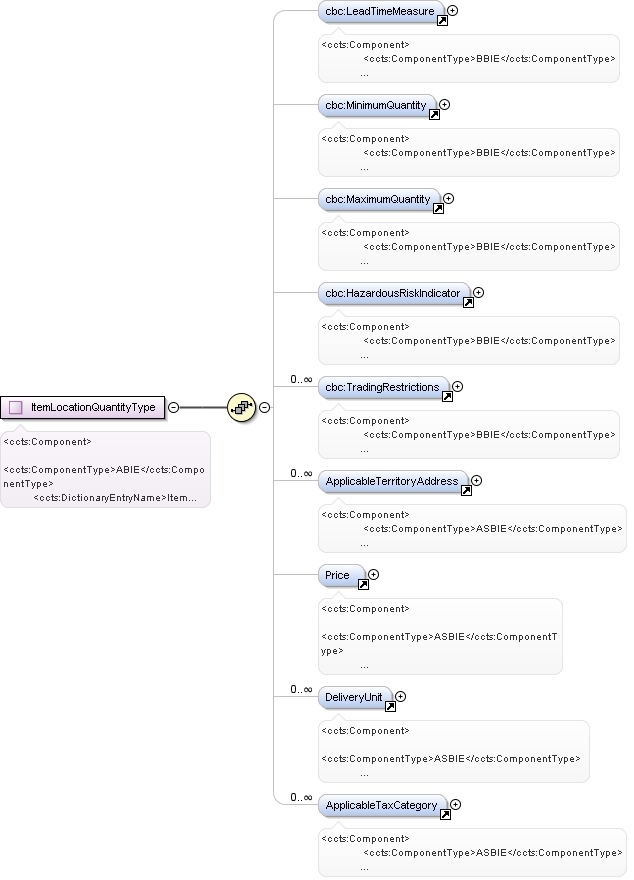 cbc:LeadTimeMeasure
<ccts:Component>
<ccts:ComponentType>BBIE</ccts:ComponentType>
...
cbc:MinimumQuantity
<ccts:Component>
<ccts:ComponentType>BBIE</ccts:ComponentType>
...
cbc:MaximumQuantity
<ccts:Component>
<ccts:ComponentType>BBIE</ccts:ComponentType>
...
cbc:HazardousRiskIndicator
<ccts:Component>
<ccts:ComponentType>BBIE</ccts:ComponentType>
...
0..∞
cbc:TradingRestrictions
<ccts:Component>
<ccts:ComponentType>BBIE</ccts:ComponentType>
...
ItemLocationQuantityType
<ccts:Component>
<ccts:ComponentType>ABIE</ccts:Compo
nentType>
<ccts:DictionaryEntryName>Item...
0..∞
ApplicableTerritoryAddress
<ccts:Component>
<ccts:ComponentType>ASBIE</ccts:ComponentType>
...
Price
<ccts:Component>
<ccts:ComponentType>ASBIE</ccts:ComponentT
ype>
...
0..∞
DeliveryUnit
<ccts:Component>
<ccts:ComponentType>ASBIE</ccts:ComponentType>
...
0..∞
ApplicableTaxCategory
<ccts:Component>
<ccts:ComponentType>ASBIE</ccts:ComponentType>
...